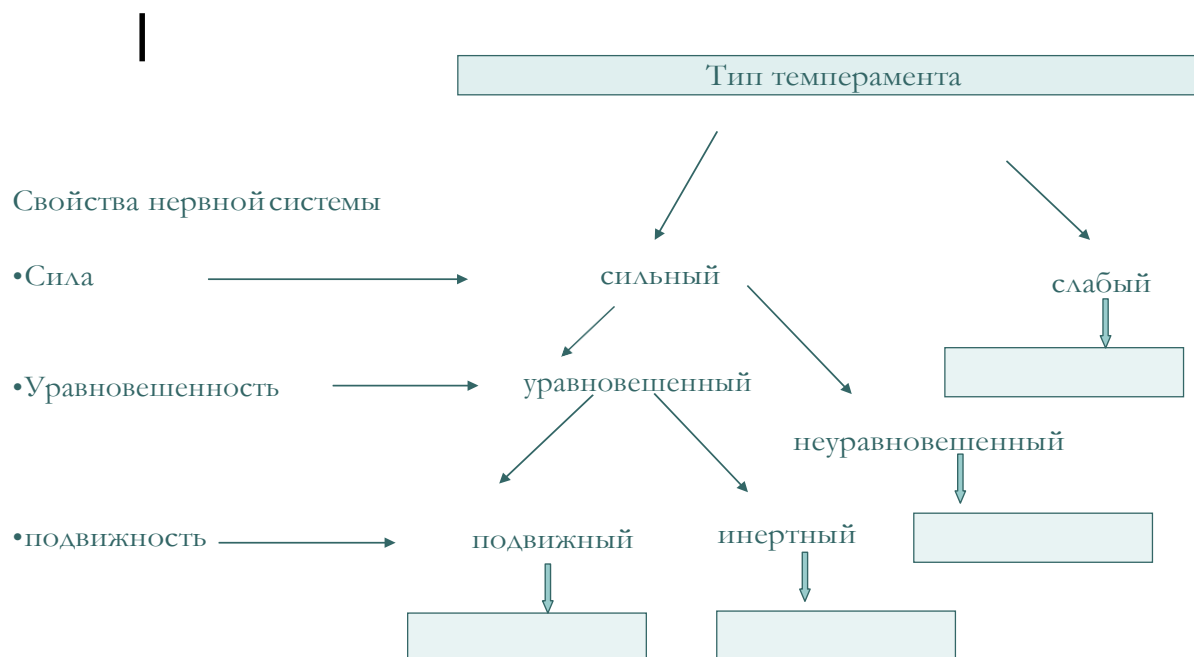 Тип темперамента
Свойства нервной системы
•Сила
сильный
слабый
•Уравновешенность
уравновешенный
неуравновешенный
•подвижность
подвижный
инертный